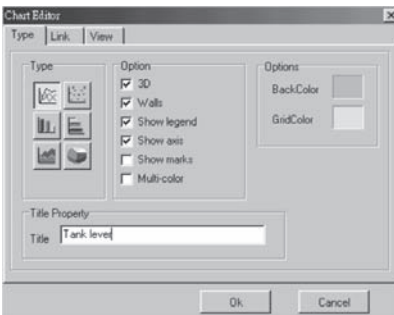 Chart Editor
Type Link View
Type
Option
3D
Walls
Show legend
Show axis
Show marks
Multi-color
Options
BackColor
GridColor
Title Property
Title Tank lever
Ok Cancel